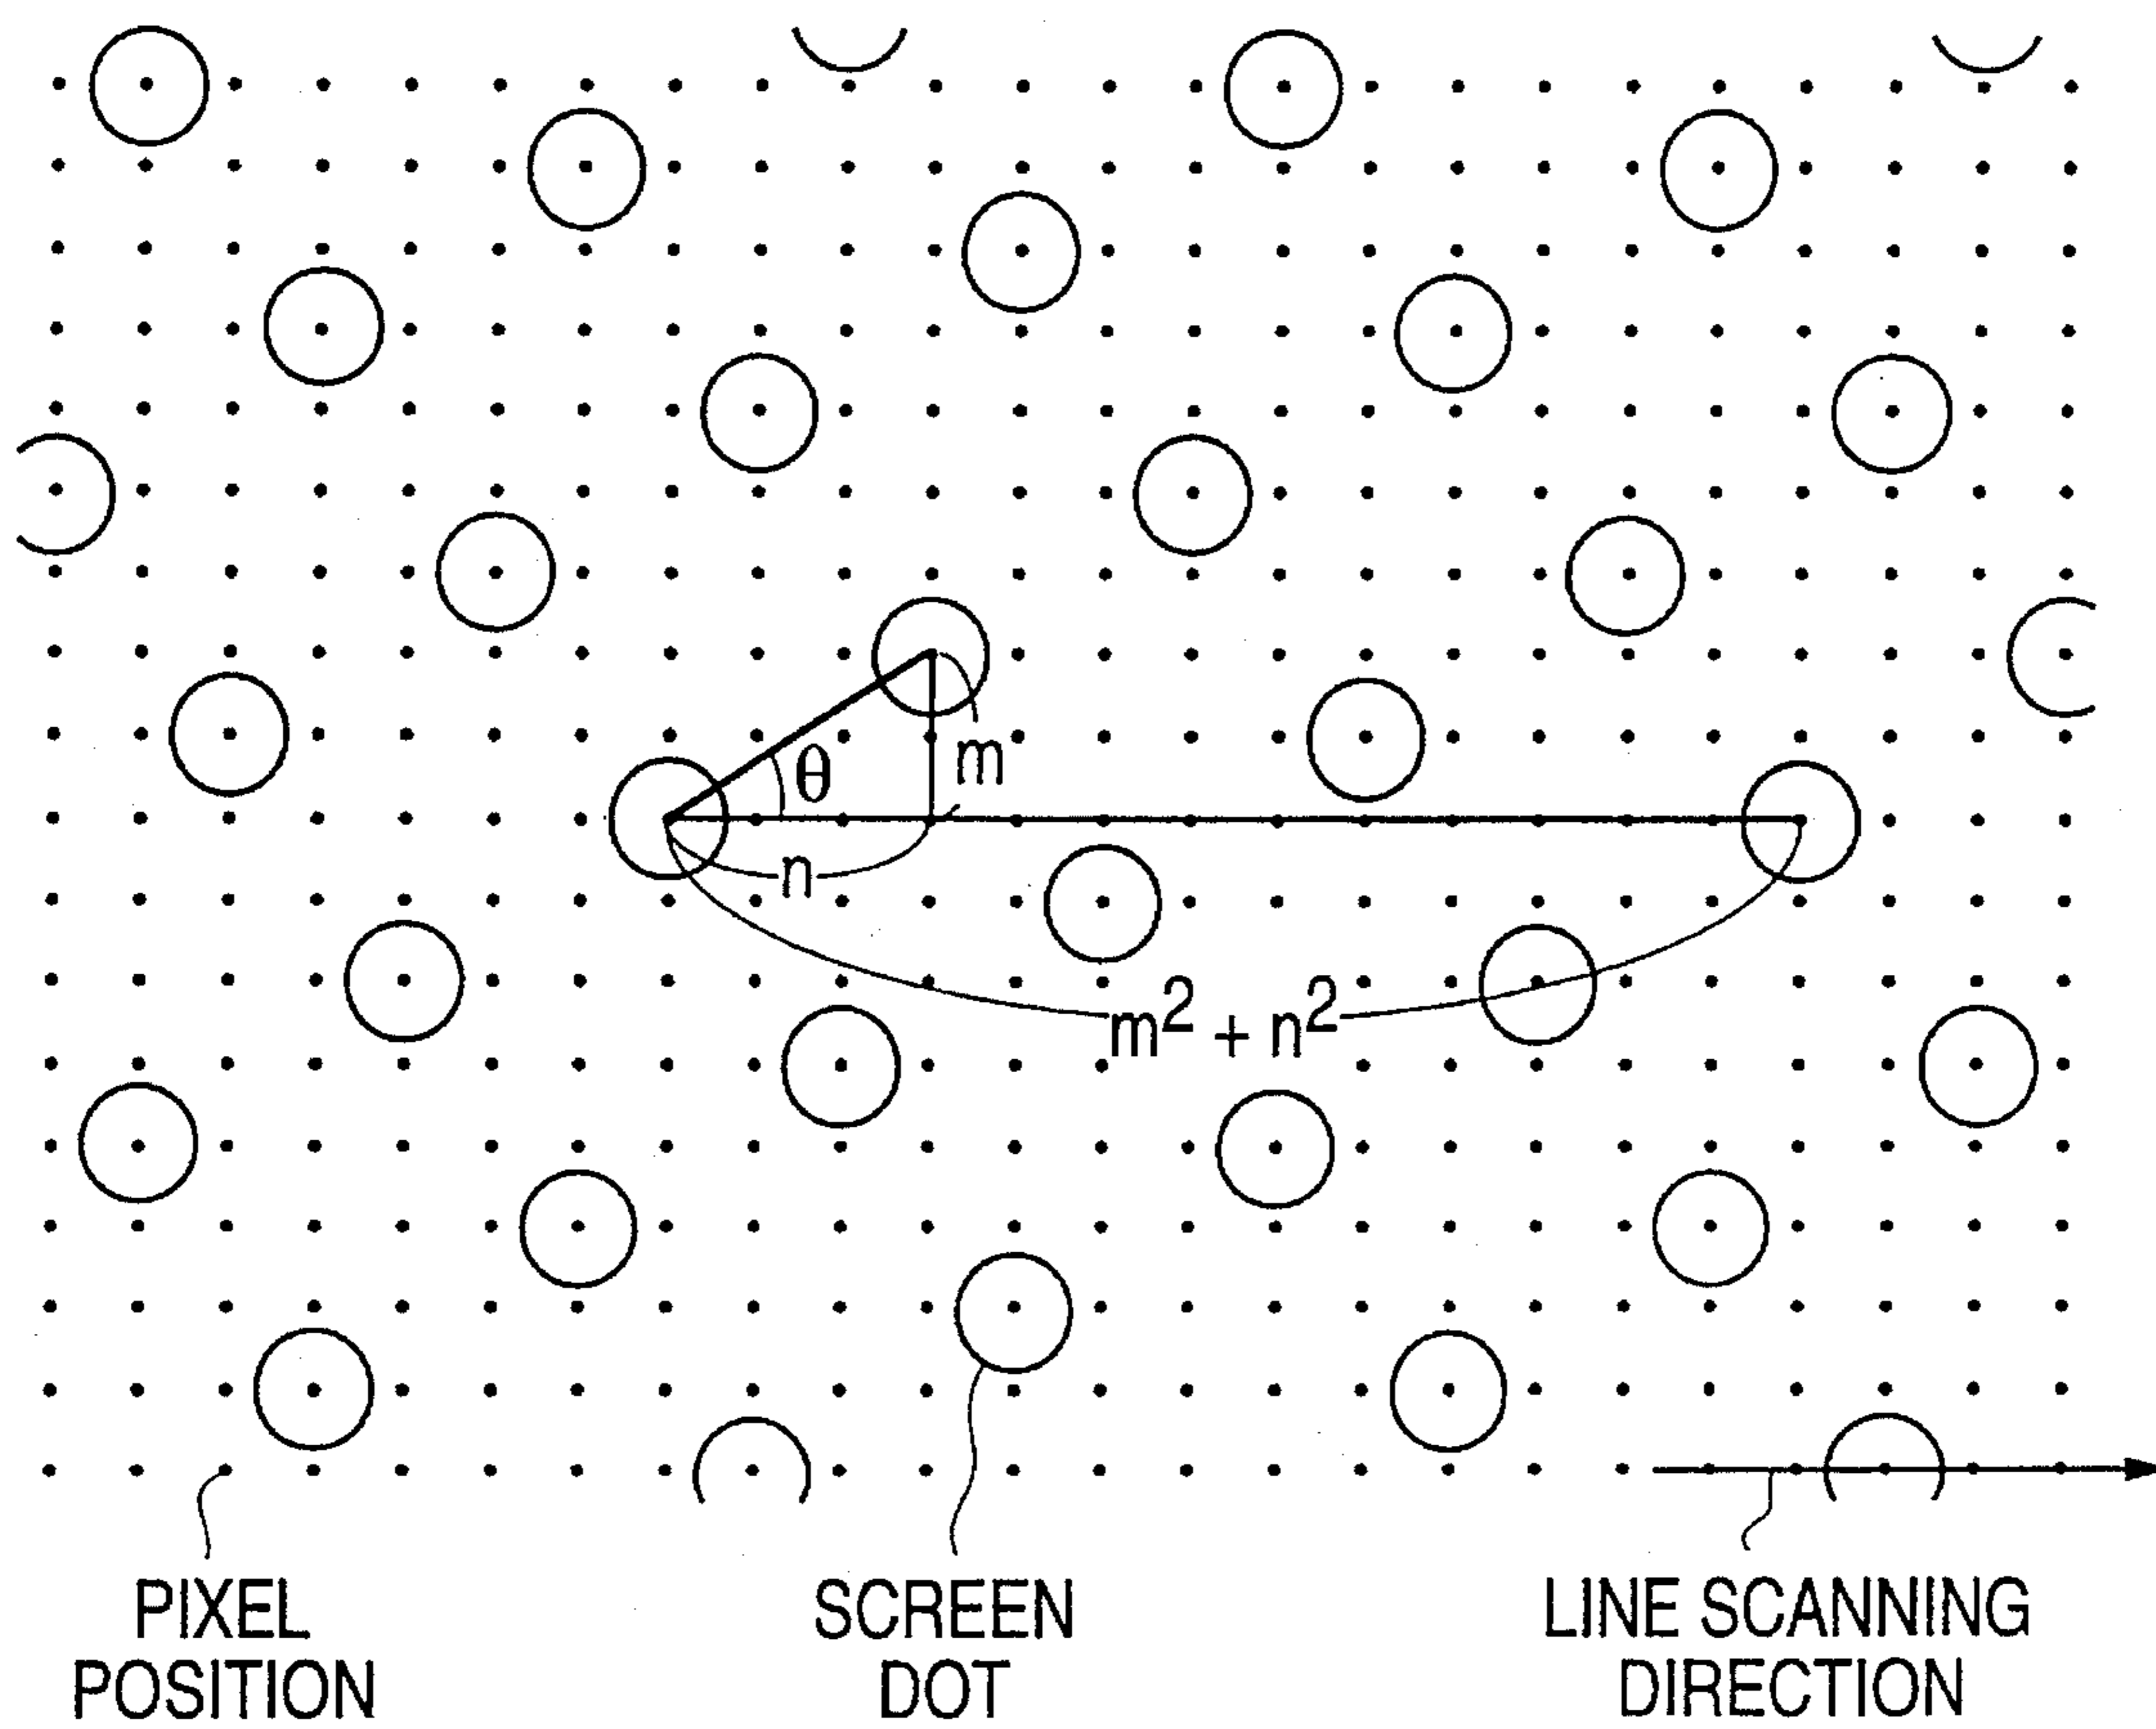 θ
m
n
m² + n²
PIXEL
POSITION
SCREEN
DOT
LINE SCANNING
DIRECTION